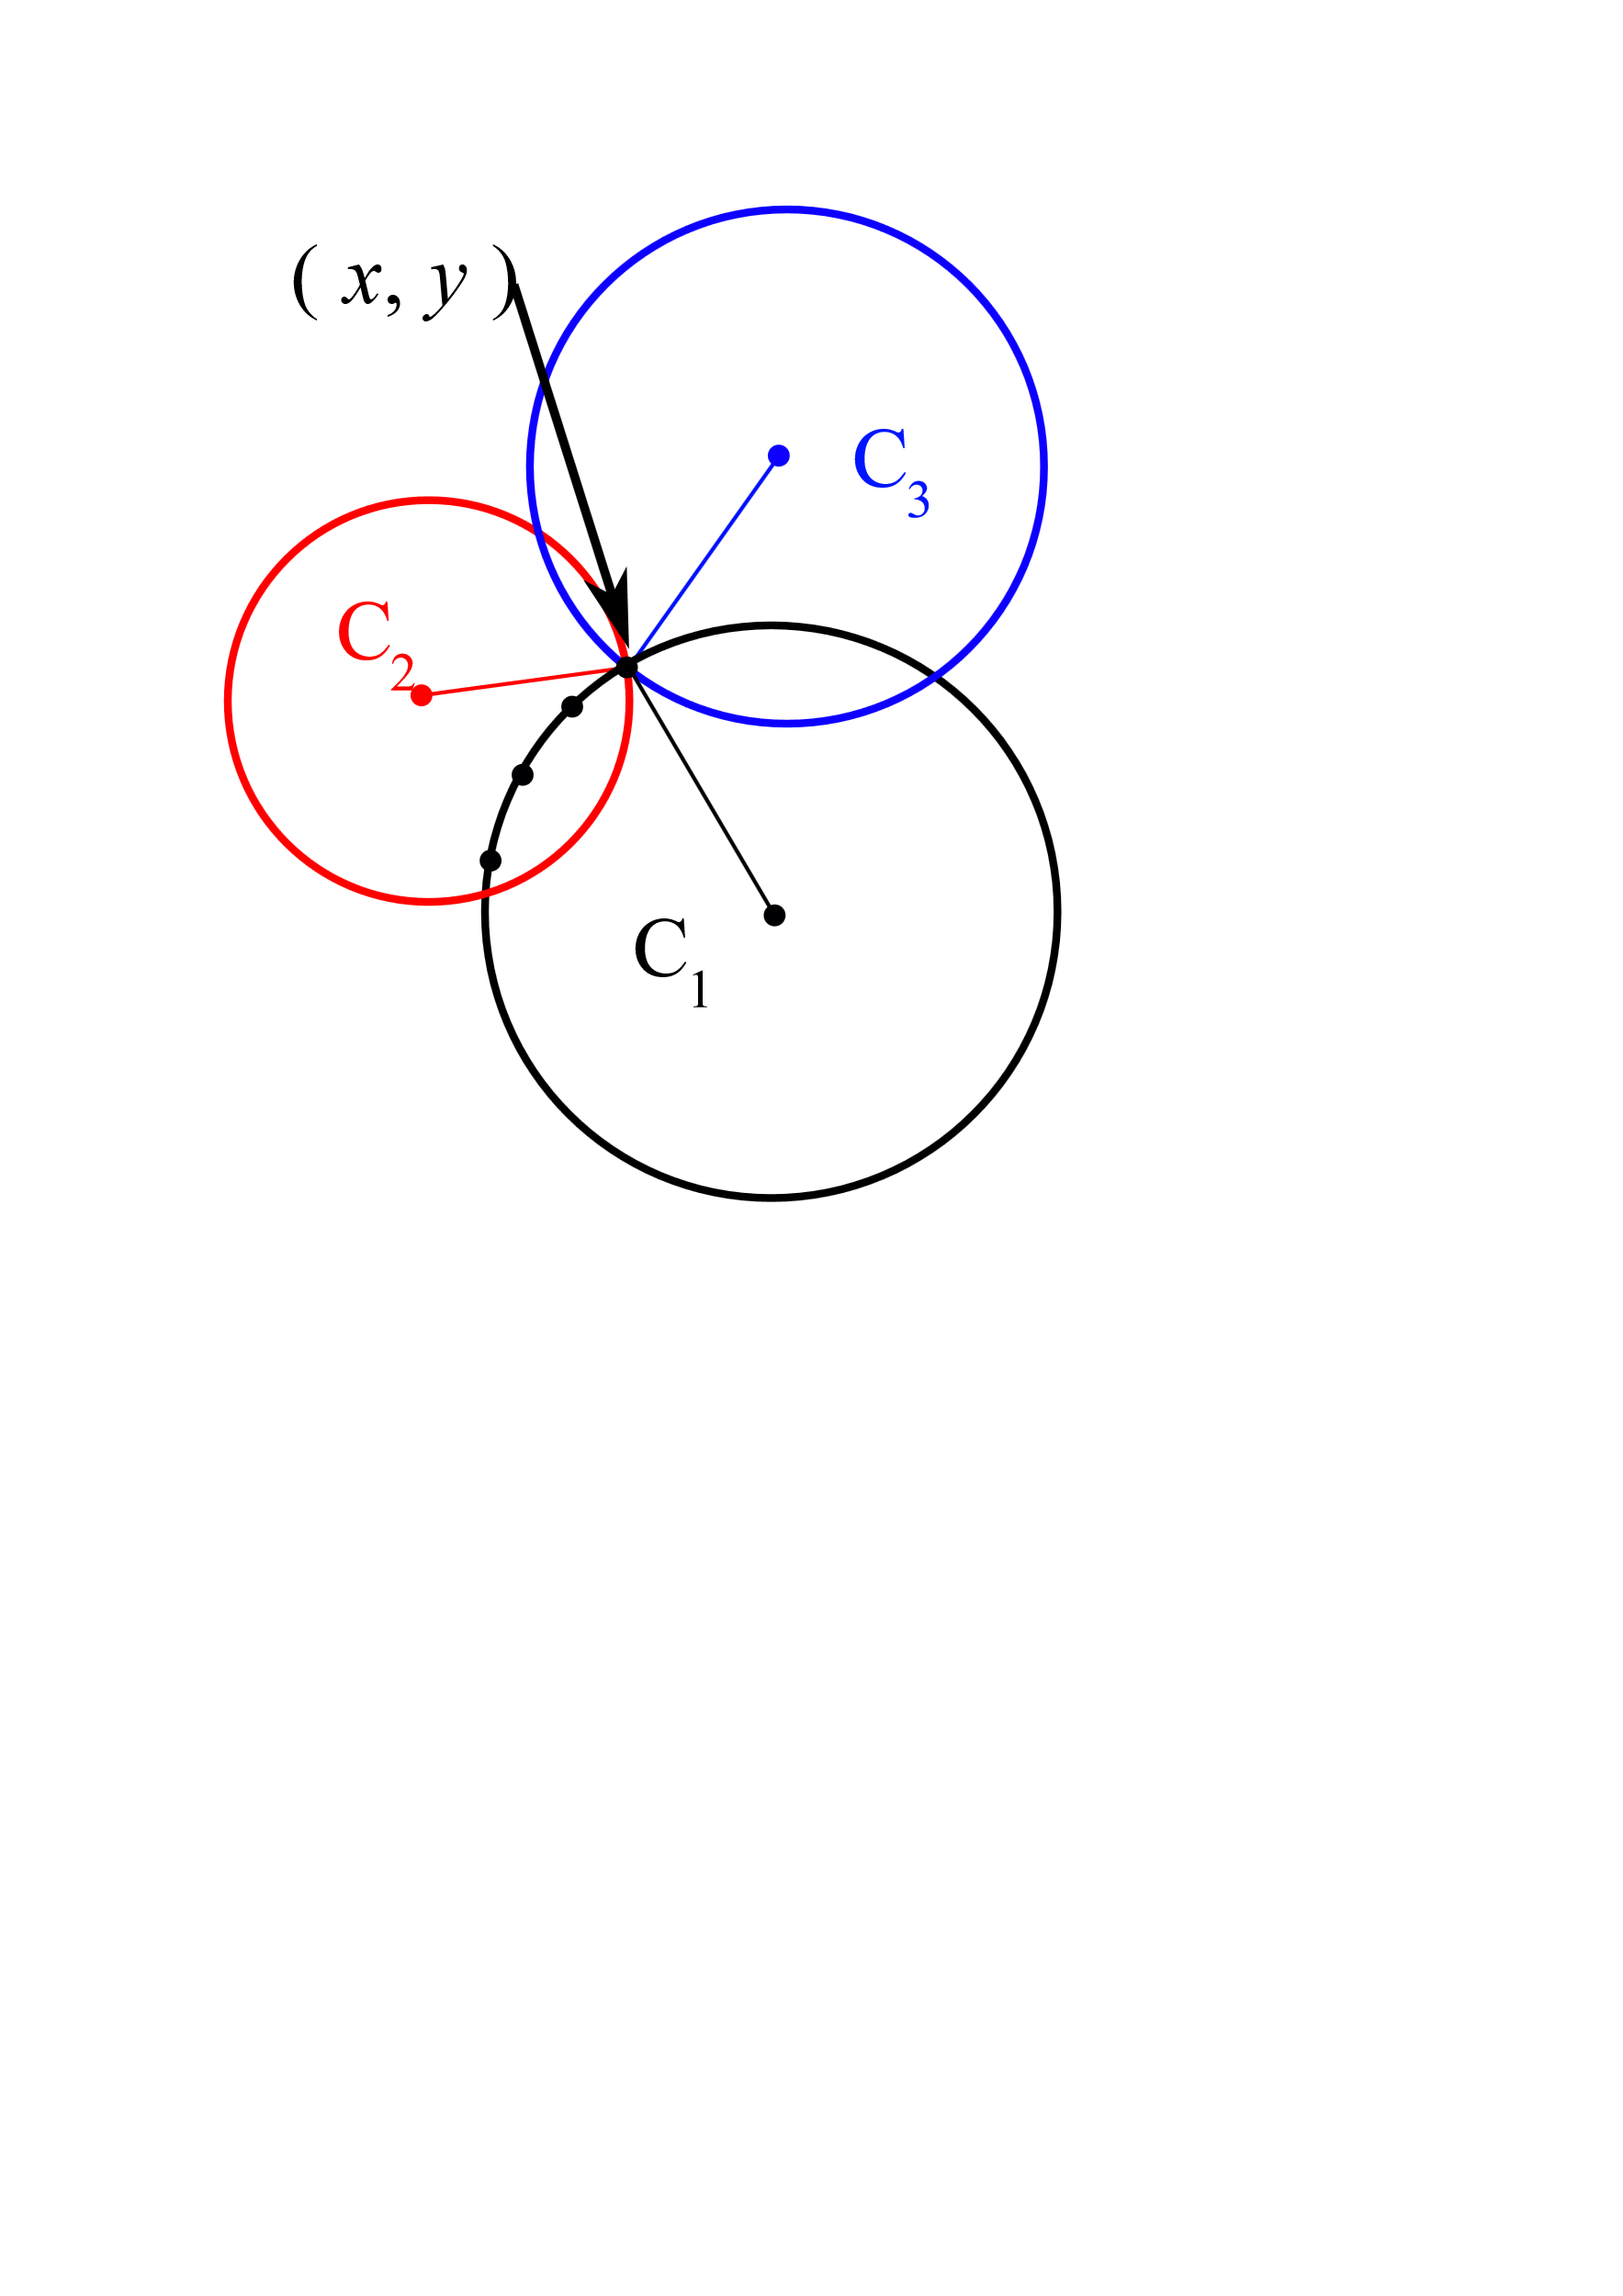 ( x, y )
C3
C2
C1